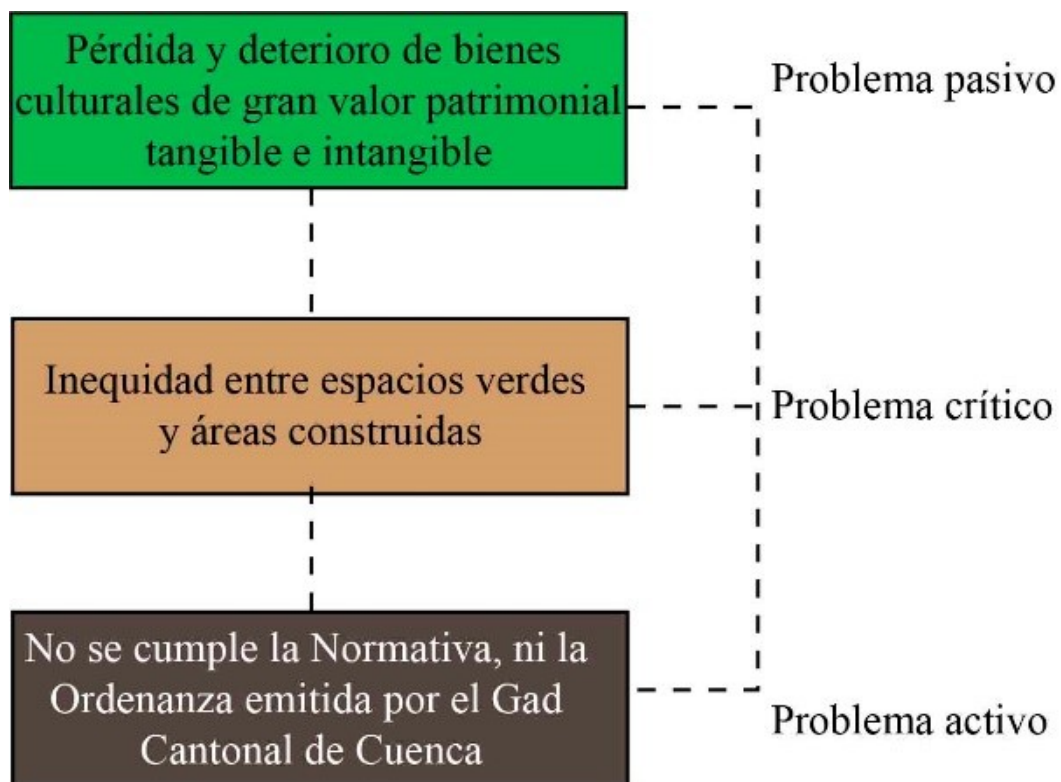 Pérdida y deterioro de bienes
culturales de gran valor patrimonial
tangible e intangible
Problema pasivo
Inequidad entre espacios verdes
y áreas construidas
Problema crítico
No se cumple la Normativa, ni la
Ordenanza emitida por el Gad
Cantonal de Cuenca
Problema activo